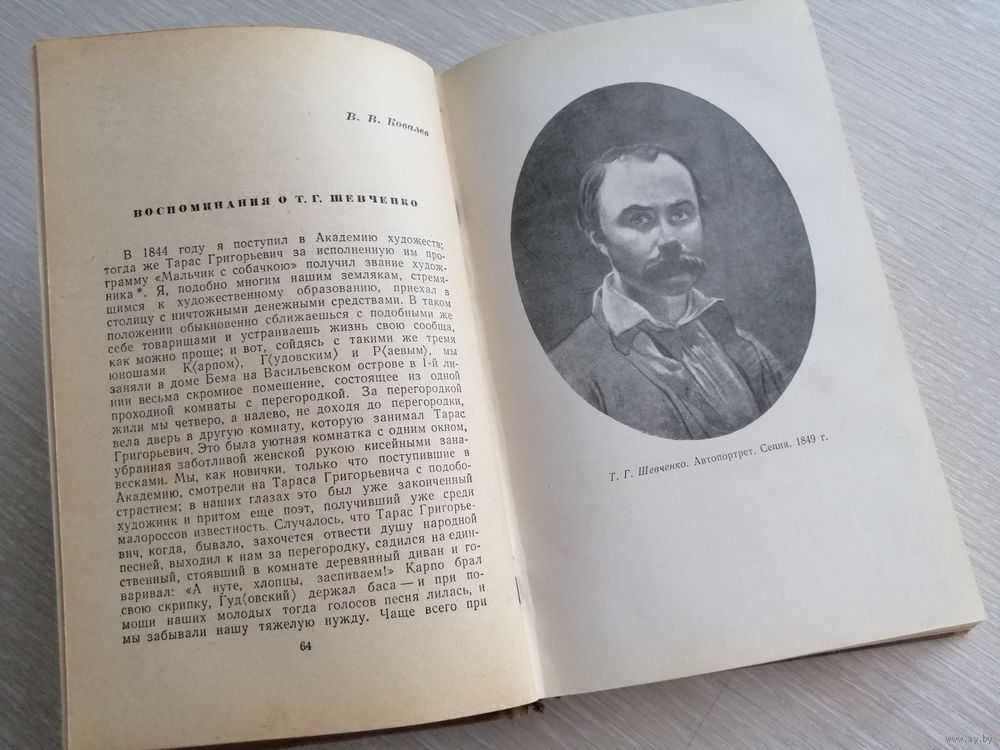 В. В. Ковалев
ВОСПОМИНАНИЯ О Т. Г. ШЕВЧЕНКО
В 1844 году я поступил в Академию художеств;
тогда же Тарас Григорьевич за исполненную им про-
грамму «Мальчик с собачкою» получил звание худож-
ника*. Я, подобно многим нашим землякам, стремя-
щимся к художественному образованию, приехал в
столицу с ничтожными денежными средствами. В таком
положении обыкновенно сближаешься с подобными же
себе товарищами и устраиваешь жизнь свою сообща,
как можно проще; и вот, сойдясь с такими же тремя
юношами К⟨арпом⟩, Г⟨удовским⟩ и Р⟨аевым⟩, мы
заняли в доме Бема на Васильевском острове в 1-й ли-
нии весьма скромное помещение, состоящее из одной
проходной комнаты с перегородкой. За перегородкой
жили мы четверо, а налево, не доходя до перегородки,
вела дверь в другую комнату, которую занимал Тарас
Григорьевич. Это была уютная комнатка с одним окном,
убранная заботливой женской рукою кисейными зана-
весками. Мы, как новички, только что поступившие в
Академию, смотрели на Тараса Григорьевича с подобо-
страстием; в наших глазах это был уже законченный
художник и притом еще поэт, получивший уже среди
малороссов известность. Случалось, что Тарас Григорье-
вич, когда, бывало, захочется отвести душу народной
песней, выходил к нам за перегородку, садился на един-
ственный, стоявший в комнате деревянный диван и го-
варивал: «А нуте, хлопцы, заспиваем!» Карпо брал
свою скрипку, Гуд⟨овский⟩ держал баса — и при по-
мощи наших молодых тогда голосов песня лилась, и
мы забывали нашу тяжелую нужду. Чаще всего при
64
Т. Г. Шевченко. Автопортрет. Сепия. 1849 г.
www.ay.by